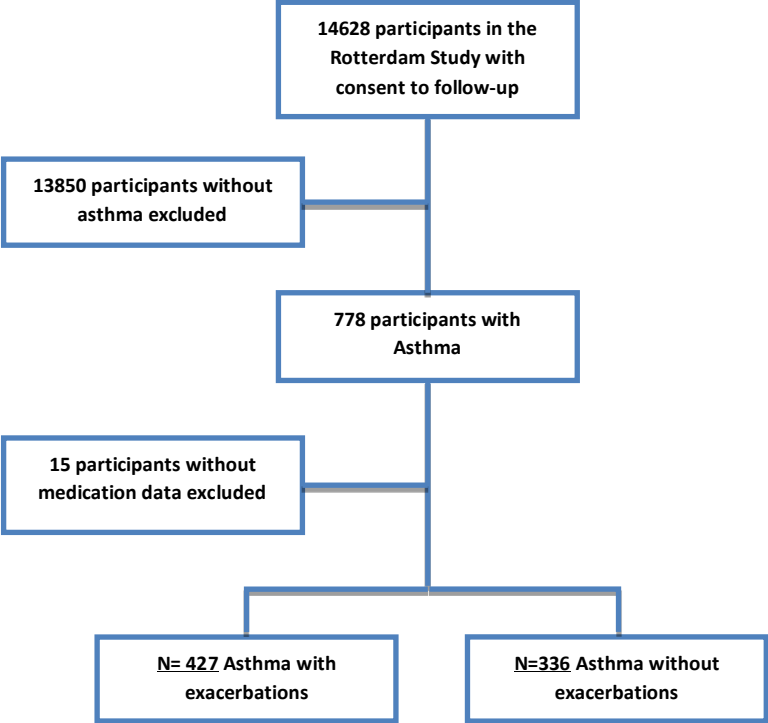 14628 participants in the
Rotterdam Study with
consent to follow-up
13850 participants without
asthma excluded
778 participants with
Asthma
15 participants without
medication data excluded
N= 427 Asthma with
exacerbations
N=336 Asthma without
exacerbations